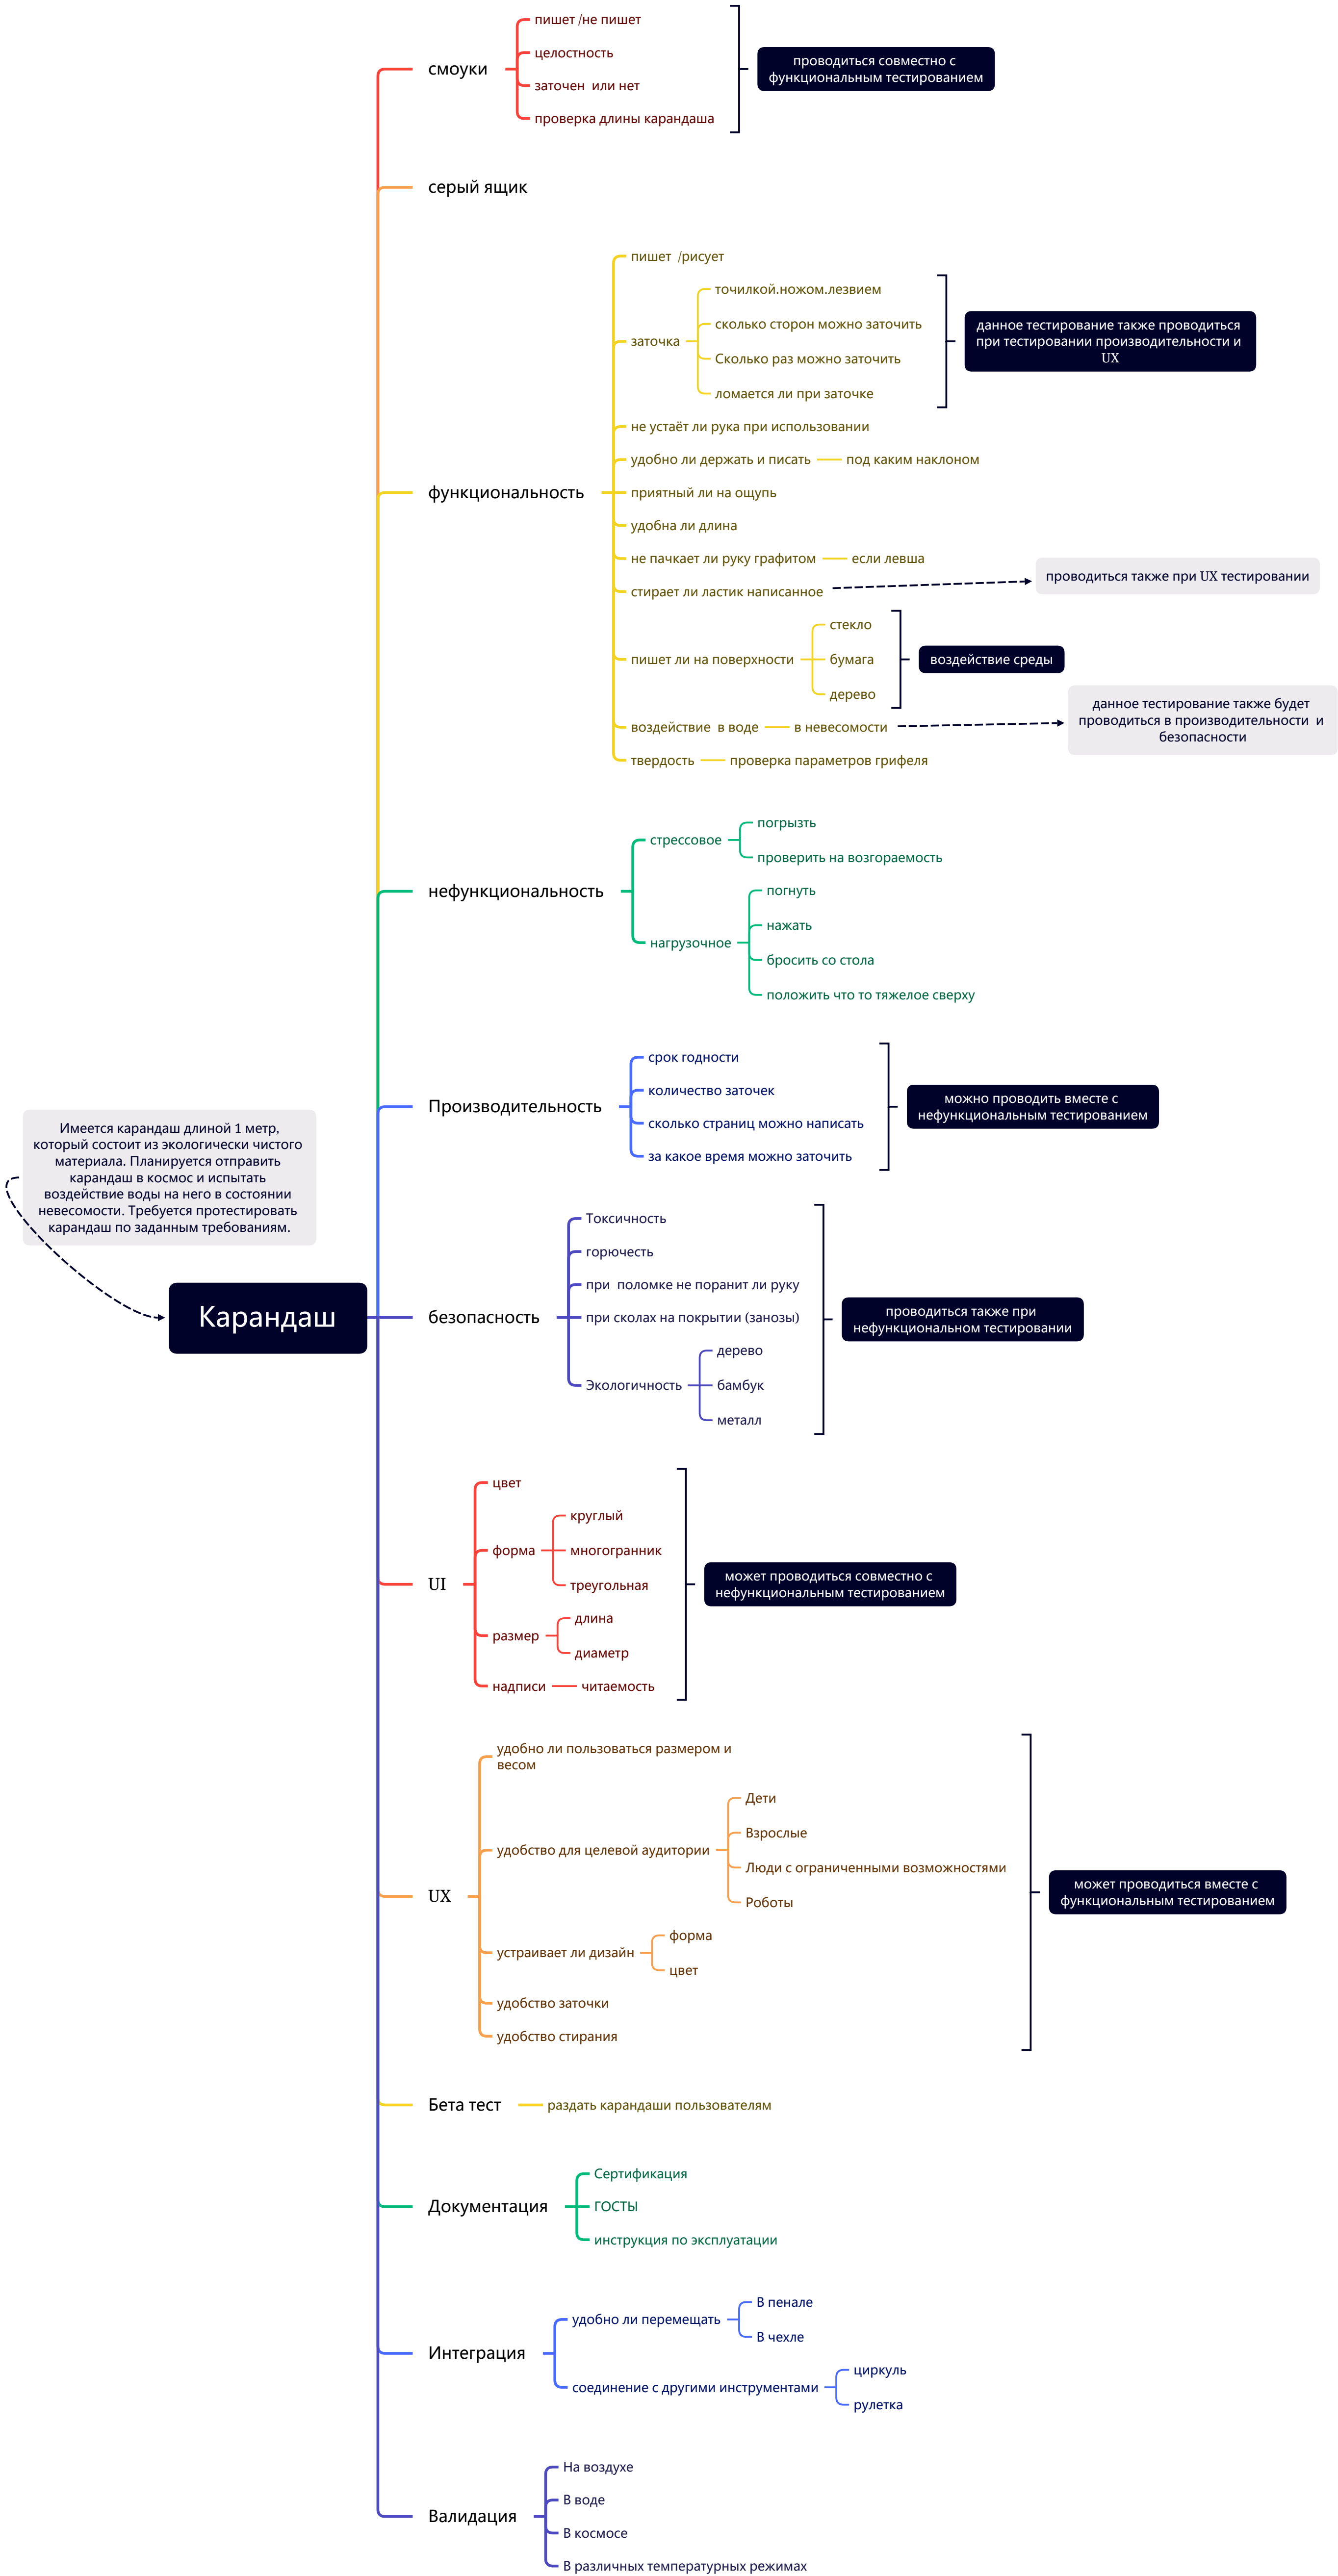 пишет /не пишет
целостность
смоуки
заточен  или нет
проверка длины карандаша
проводиться совместно с
функциональным тестированием
серый ящик
пишет  /рисует
точилкой.ножом.лезвием
сколько сторон можно заточить
заточка
Сколько раз можно заточить
ломается ли при заточке
данное тестирование также проводиться
при тестировании производительности и
UX
не устаёт ли рука при использовании
удобно ли держать и писать
под каким наклоном
функциональность
приятный ли на ощупь
удобна ли длина
не пачкает ли руку графитом
если левша
стирает ли ластик написанное
проводиться также при UX тестировании
стекло
пишет ли на поверхности
бумага
дерево
воздействие среды
воздействие  в воде
в невесомости
данное тестирование также будет
проводиться в производительности  и
безопасности
твердость
проверка параметров грифеля
погрызть
стрессовое
проверить на возгораемость
нефункциональность
погнуть
нажать
нагрузочное
бросить со стола
положить что то тяжелое сверху
срок годности
количество заточек
Производительность
сколько страниц можно написать
за какое время можно заточить
можно проводить вместе с
нефункциональным тестированием
Имеется карандаш длиной 1 метр,
который состоит из экологически чистого
материала. Планируется отправить
карандаш в космос и испытать
воздействие воды на него в состоянии
невесомости. Требуется протестировать
карандаш по заданным требованиям.
Карандаш
Токсичность
горючесть
при  поломке не поранит ли руку
безопасность
при сколах на покрытии (занозы)
дерево
Экологичность
бамбук
металл
проводиться также при
нефункциональном тестировании
цвет
круглый
форма
многогранник
треугольная
UI
длина
размер
диаметр
надписи
читаемость
может проводиться совместно с
нефункциональным тестированием
удобно ли пользоваться размером и
весом
Дети
Взрослые
удобство для целевой аудитории
Люди с ограниченными возможностями
Роботы
UX
форма
устраивает ли дизайн
цвет
удобство заточки
удобство стирания
может проводиться вместе с
функциональным тестированием
Бета тест
раздать карандаши пользователям
Сертификация
Документация
ГОСТЫ
инструкция по эксплуатации
В пенале
удобно ли перемещать
В чехле
Интеграция
циркуль
соединение с другими инструментами
рулетка
На воздухе
В воде
Валидация
В космосе
В различных температурных режимах